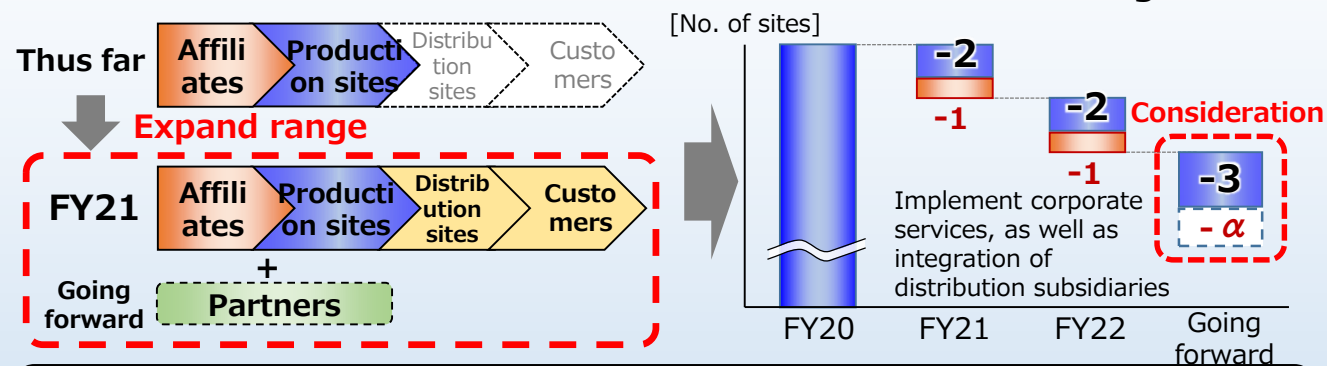 Thus far
Affili
ates
Producti
on sites
Distribu
tion
sites
Custo
mers
Expand range
FY21
Affili
ates
Producti
on sites
Distrib
ution
sites
Custo
mers
+
Going
forward
Partners
[No. of sites]
-2
-1
-2
-1
Consideration
-3
- α
Implement corporate
services, as well as
integration of
distribution subsidiaries
FY20
FY21
FY22
Going
forward